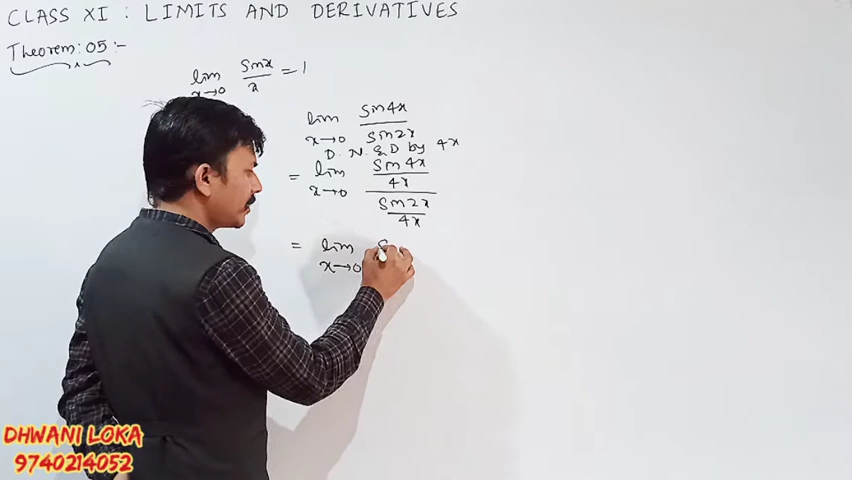 CLASS XI : LIMITS AND DERIVATIVES
Theorem: 05 :-
lim sinx/x = 1
x→0
lim sin4x/sin2x
x→0
D. N. & D by 4x
= lim sin4x/4x / sin2x/4x
x→0
= lim S
x→0
DHWANI LOKA
9740214052